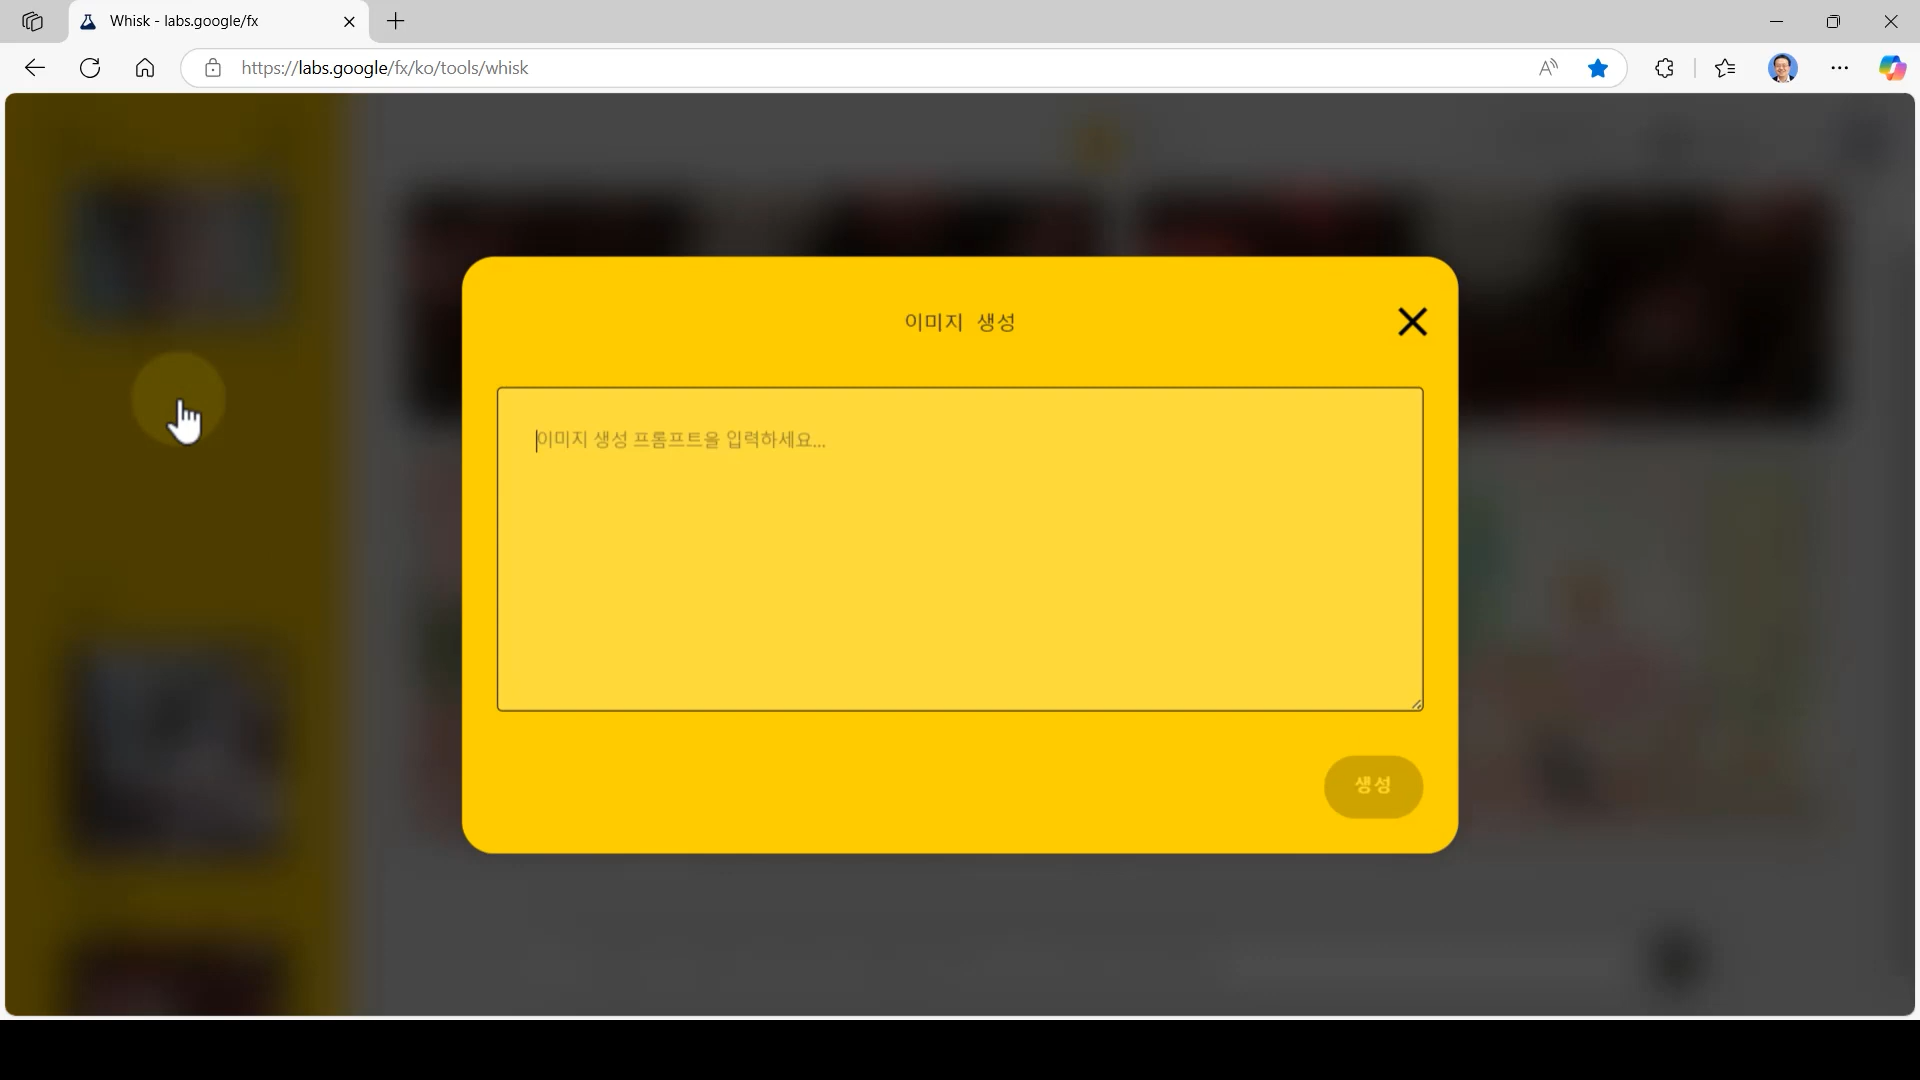 Whisk - labs.google/fx
https://labs.google/fx/ko/tools/whisk
이미지 생성
이미지 생성 프롬프트을 입력하세요...
생성